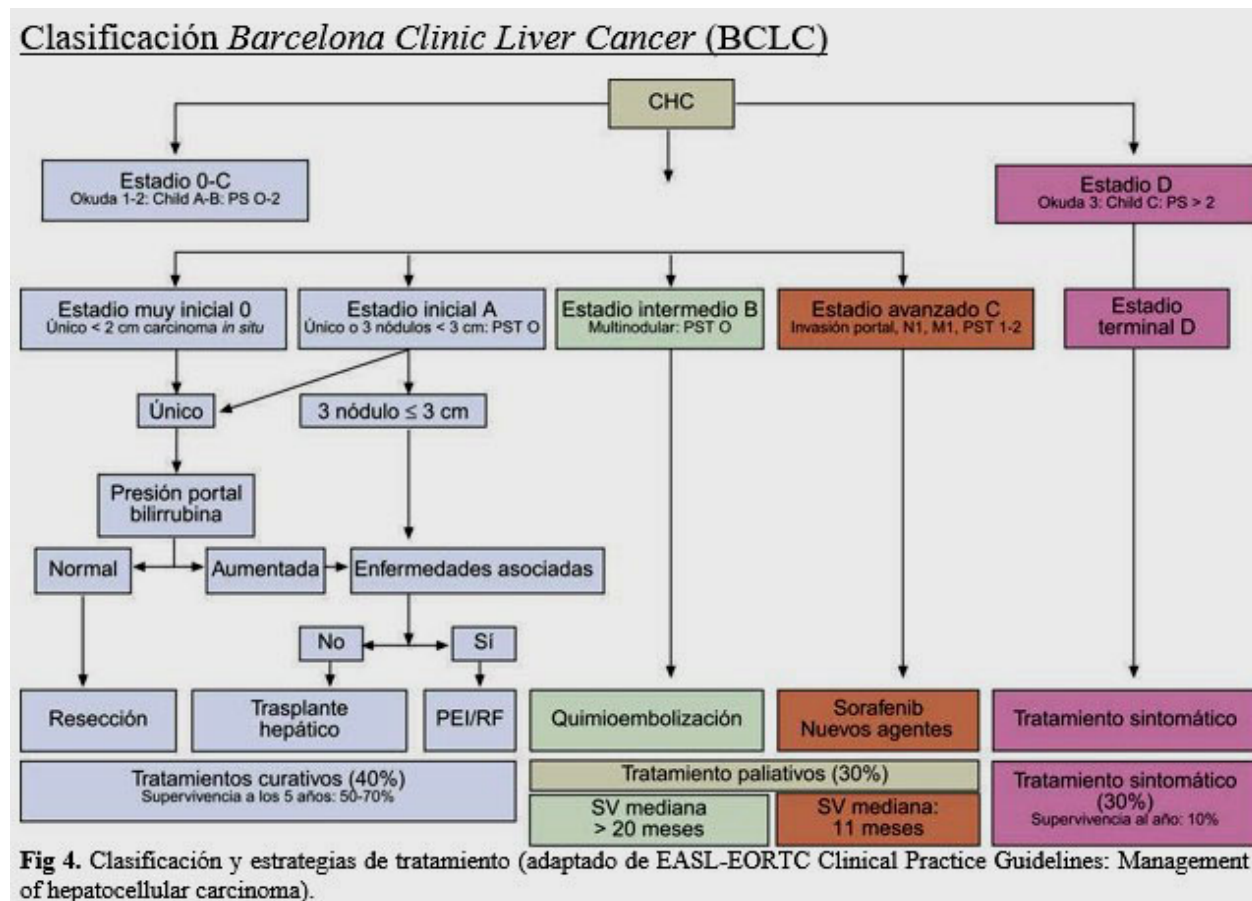 Clasificación Barcelona Clinic Liver Cancer (BCLC)
CHC
Estadio 0-C
Okuda 1-2: Child A-B: PS O-2
Estadio D
Okuda 3: Child C: PS > 2
Estadio muy inicial 0
Único < 2 cm carcinoma in situ
Estadio inicial A
Único o 3 nódulos < 3 cm: PST O
Estadio intermedio B
Multinodular: PST O
Estadio avanzado C
Invasión portal, N1, M1, PST 1-2
Estadio
terminal D
Único
3 nódulo ≤ 3 cm
Presión portal
bilirrubina
Normal
Aumentada
Enfermedades asociadas
No
Sí
Resección
Trasplante
hepático
PEI/RF
Quimioembolización
Sorafenib
Nuevos agentes
Tratamiento sintomático
Tratamientos curativos (40%)
Supervivencia a los 5 años: 50-70%
Tratamiento paliativos (30%)
SV mediana
> 20 meses
SV mediana:
11 meses
Tratamiento sintomático
(30%)
Supervivencia al año: 10%
Fig 4. Clasificación y estrategias de tratamiento (adaptado de EASL-EORTC Clinical Practice Guidelines: Management
of hepatocellular carcinoma).